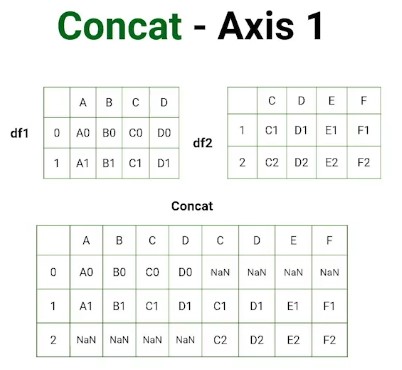 Concat - Axis 1
df1
A B C D
0 A0 B0 C0 D0
1 A1 B1 C1 D1
df2
C D E F
1 C1 D1 E1 F1
2 C2 D2 E2 F2
Concat
A B C D C D E F
0 A0 B0 C0 D0 NaN NaN NaN NaN
1 A1 B1 C1 D1 C1 D1 E1 F1
2 NaN NaN NaN NaN C2 D2 E2 F2